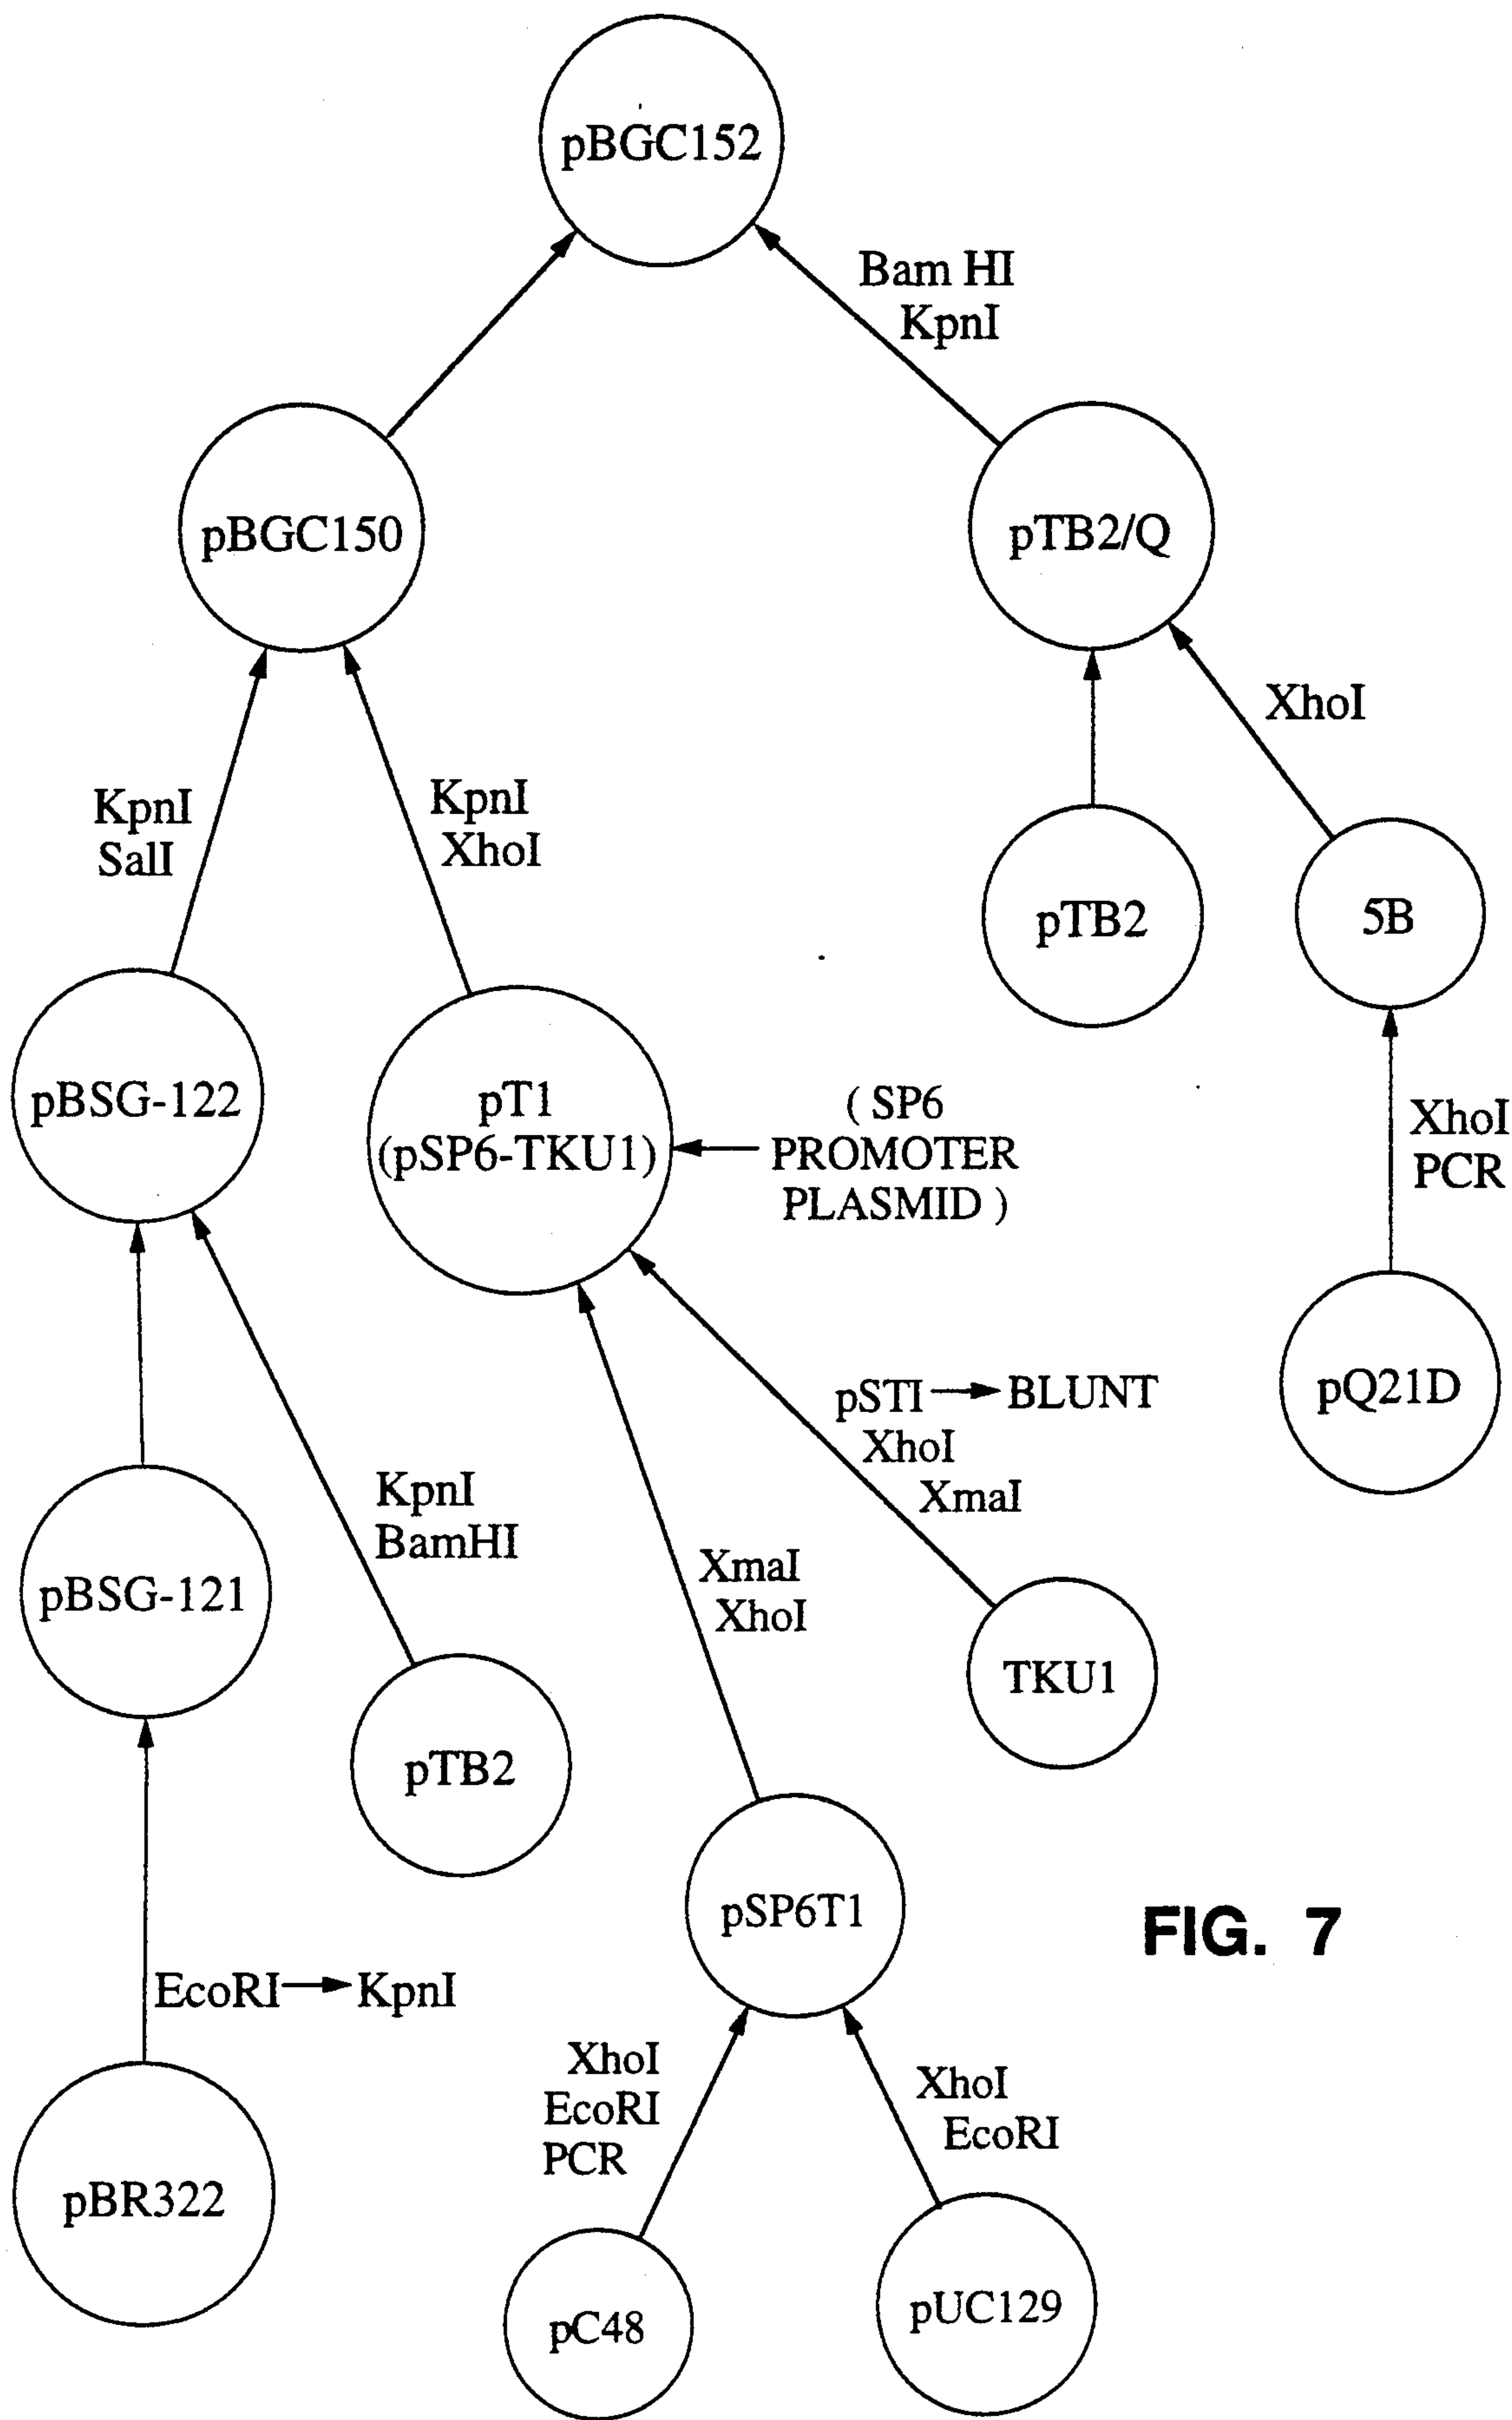 pBGC152
Bam HI
KpnI
pBGC150
pTB2/Q
XhoI
KpnI
SalI
KpnI
XhoI
pTB2
5B
pBSG-122
pT1
(pSP6-TKU1)
( SP6
PROMOTER
PLASMID )
XhoI
PCR
pQ21D
pSTI → BLUNT
XhoI
XmaI
KpnI
BamHI
pBSG-121
XmaI
XhoI
TKU1
pTB2
pSP6T1
FIG. 7
EcoRI → KpnI
XhoI
EcoRI
PCR
XhoI
EcoRI
pBR322
pC48
pUC129